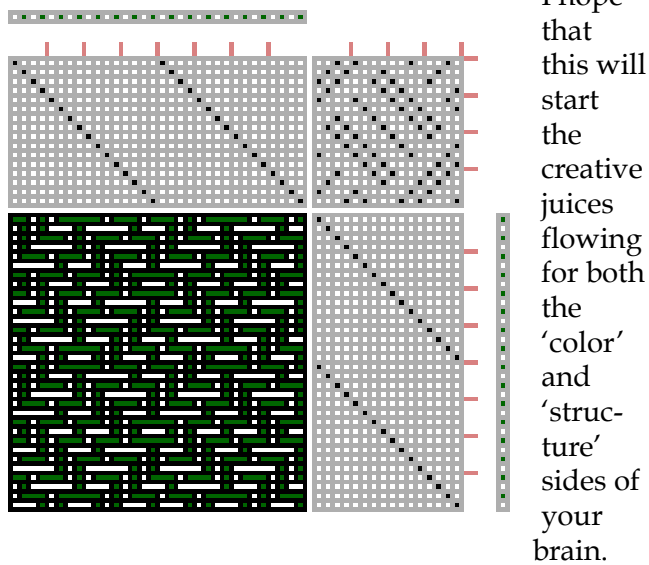 I hope
that
this will
start
the
creative
juices
flowing
for both
the
‘color’
and
‘struc-
ture’
sides of
your
brain.